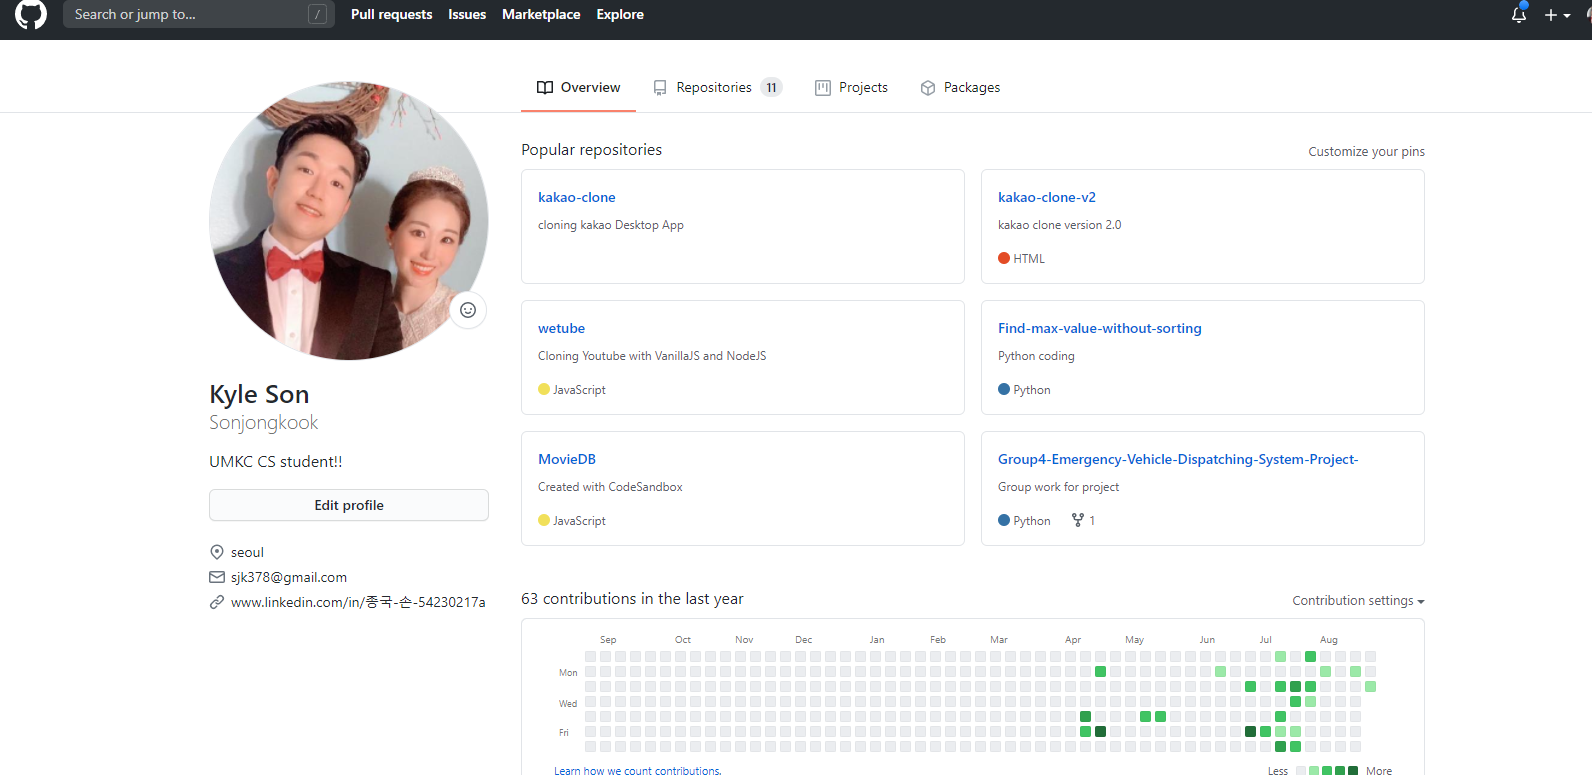 Search or jump to... /
Pull requests Issues Marketplace Explore
Overview Repositories 11 Projects Packages
Popular repositories
Customize your pins
kakao-clone
cloning kakao Desktop App
kakao-clone-v2
kakao clone version 2.0
HTML
wetube
Cloning Youtube with VanillaJS and NodeJS
JavaScript
Find-max-value-without-sorting
Python coding
Python
MovieDB
Created with CodeSandbox
JavaScript
Group4-Emergency-Vehicle-Dispatching-System-Project-
Group work for project
Python 1
Kyle Son
Sonjongkook
UMKC CS student!!
Edit profile
seoul
sjk378@gmail.com
www.linkedin.com/in/종국-손-54230217a
63 contributions in the last year
Contribution settings
Sep Oct Nov Dec Jan Feb Mar Apr May Jun Jul Aug
Mon
Wed
Fri
Learn how we count contributions.
Less More